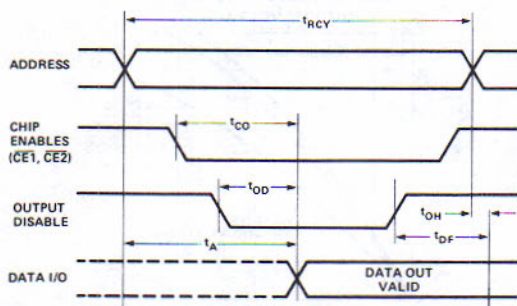 tRCY
ADDRESS
CHIP
ENABLES
(CE1, CE2)
tCO
OUTPUT
DISABLE
tOD
tOH
tDF
tA
DATA I/O
DATA OUT
VALID